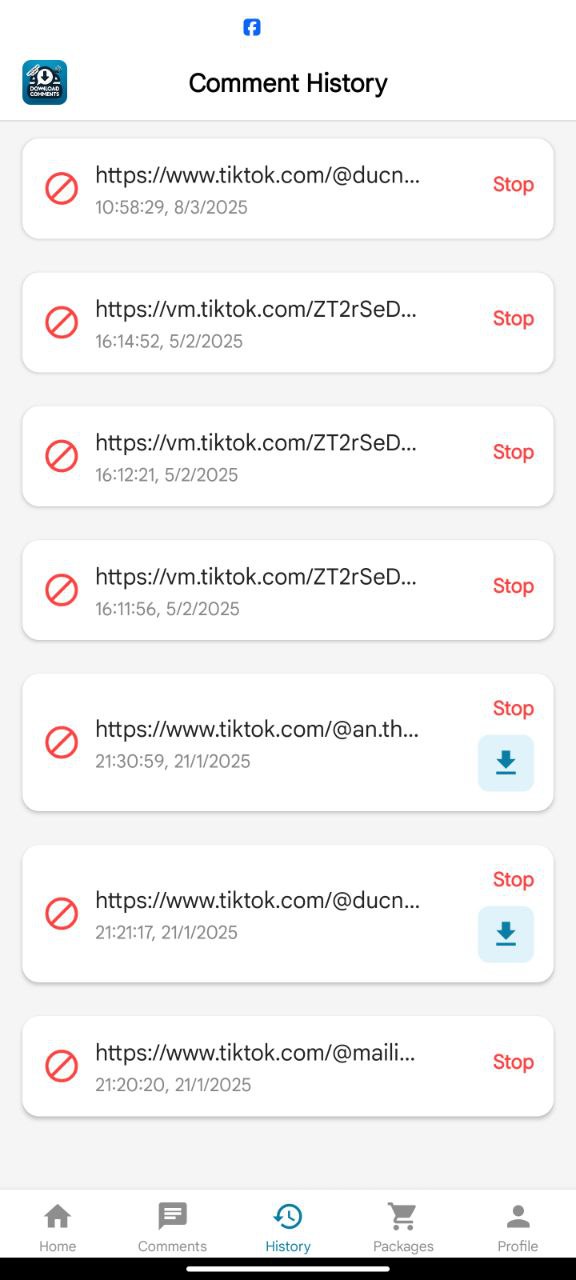 DOWNLOAD
COMMENTS
Comment History
https://www.tiktok.com/@ducn...
Stop
10:58:29, 8/3/2025
https://vm.tiktok.com/ZT2rSeD...
Stop
16:14:52, 5/2/2025
https://vm.tiktok.com/ZT2rSeD...
Stop
16:12:21, 5/2/2025
https://vm.tiktok.com/ZT2rSeD...
Stop
16:11:56, 5/2/2025
Stop
https://www.tiktok.com/@an.th...
21:30:59, 21/1/2025
Stop
https://www.tiktok.com/@ducn...
21:21:17, 21/1/2025
https://www.tiktok.com/@maili...
Stop
21:20:20, 21/1/2025
Home Comments History Packages Profile